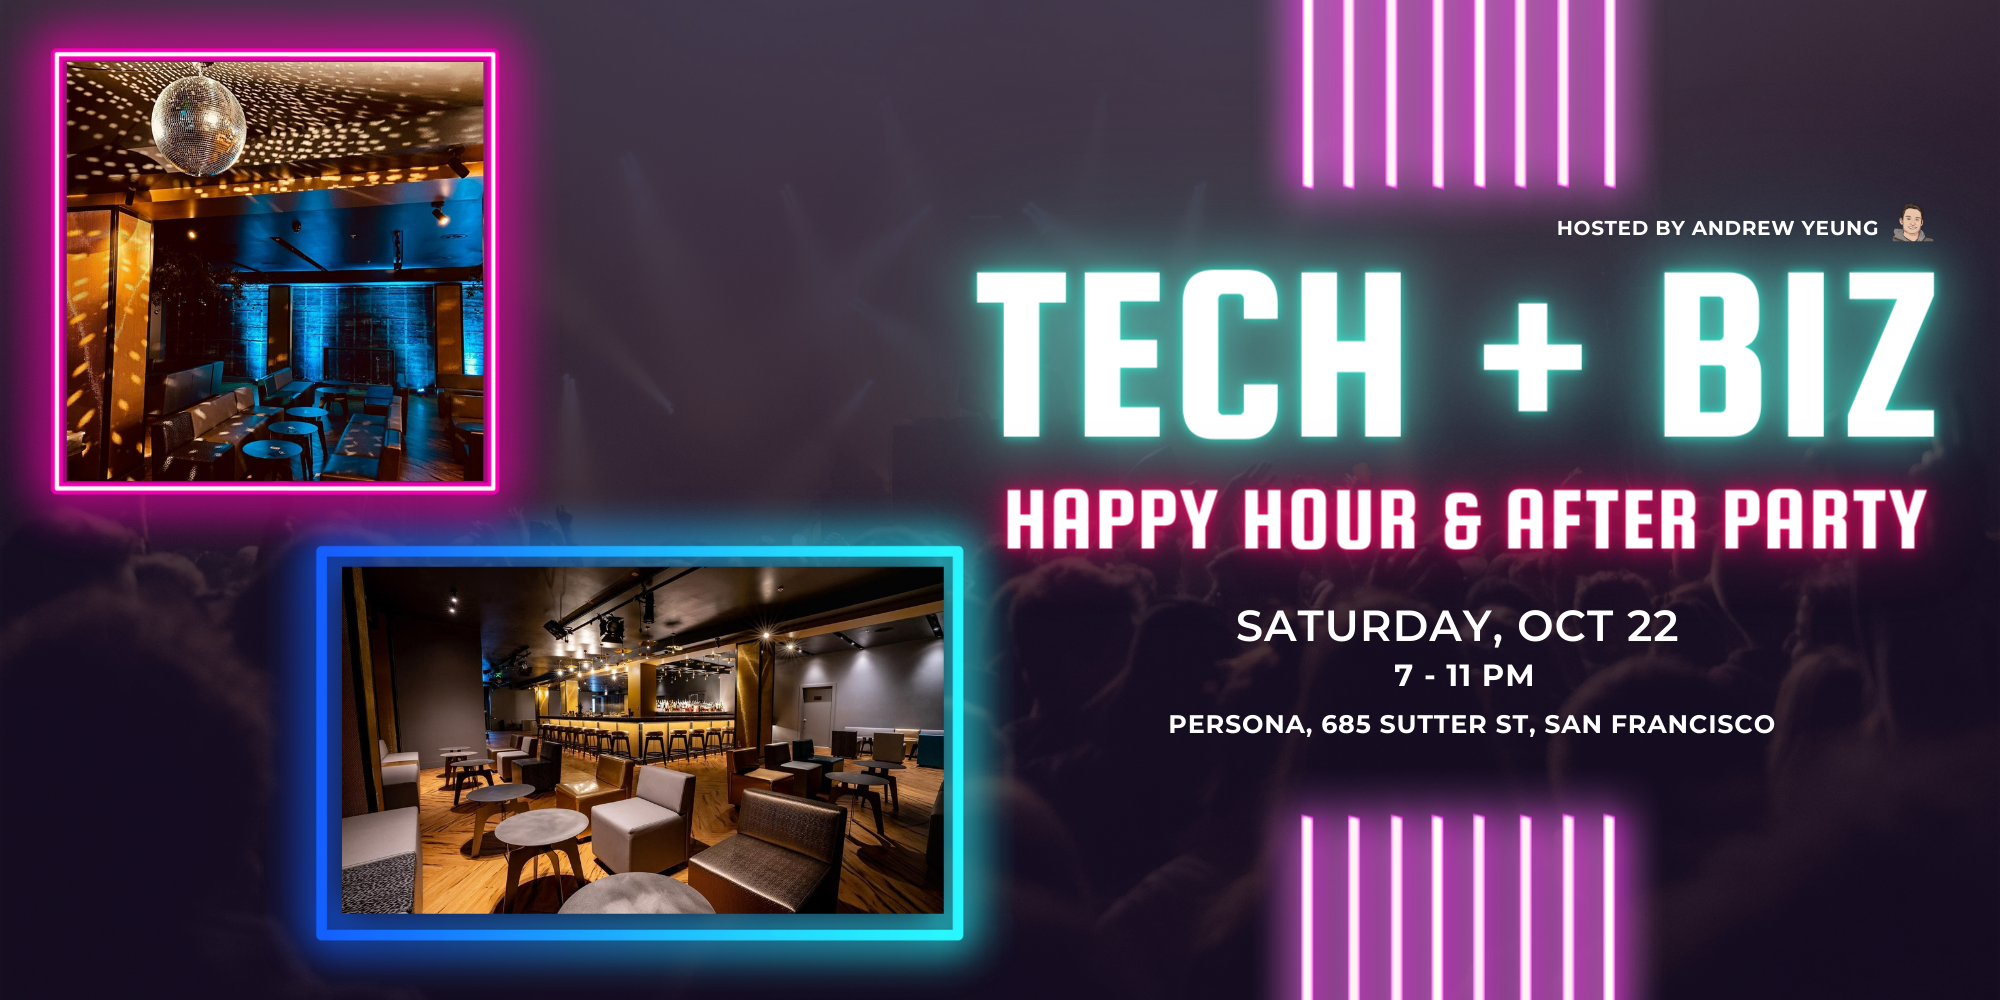 HOSTED BY ANDREW YEUNG
TECH + BIZ
HAPPY HOUR & AFTER PARTY
SATURDAY, OCT 22
7 - 11 PM
PERSONA, 685 SUTTER ST, SAN FRANCISCO